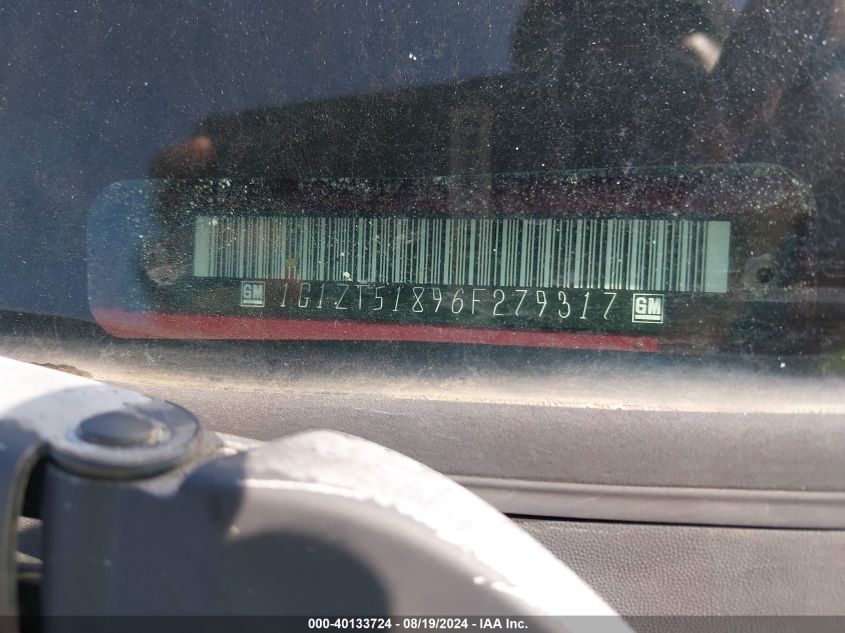 GM 1G1ZT51896F279317 GM
000-40133724 - 08/19/2024 - IAA Inc.